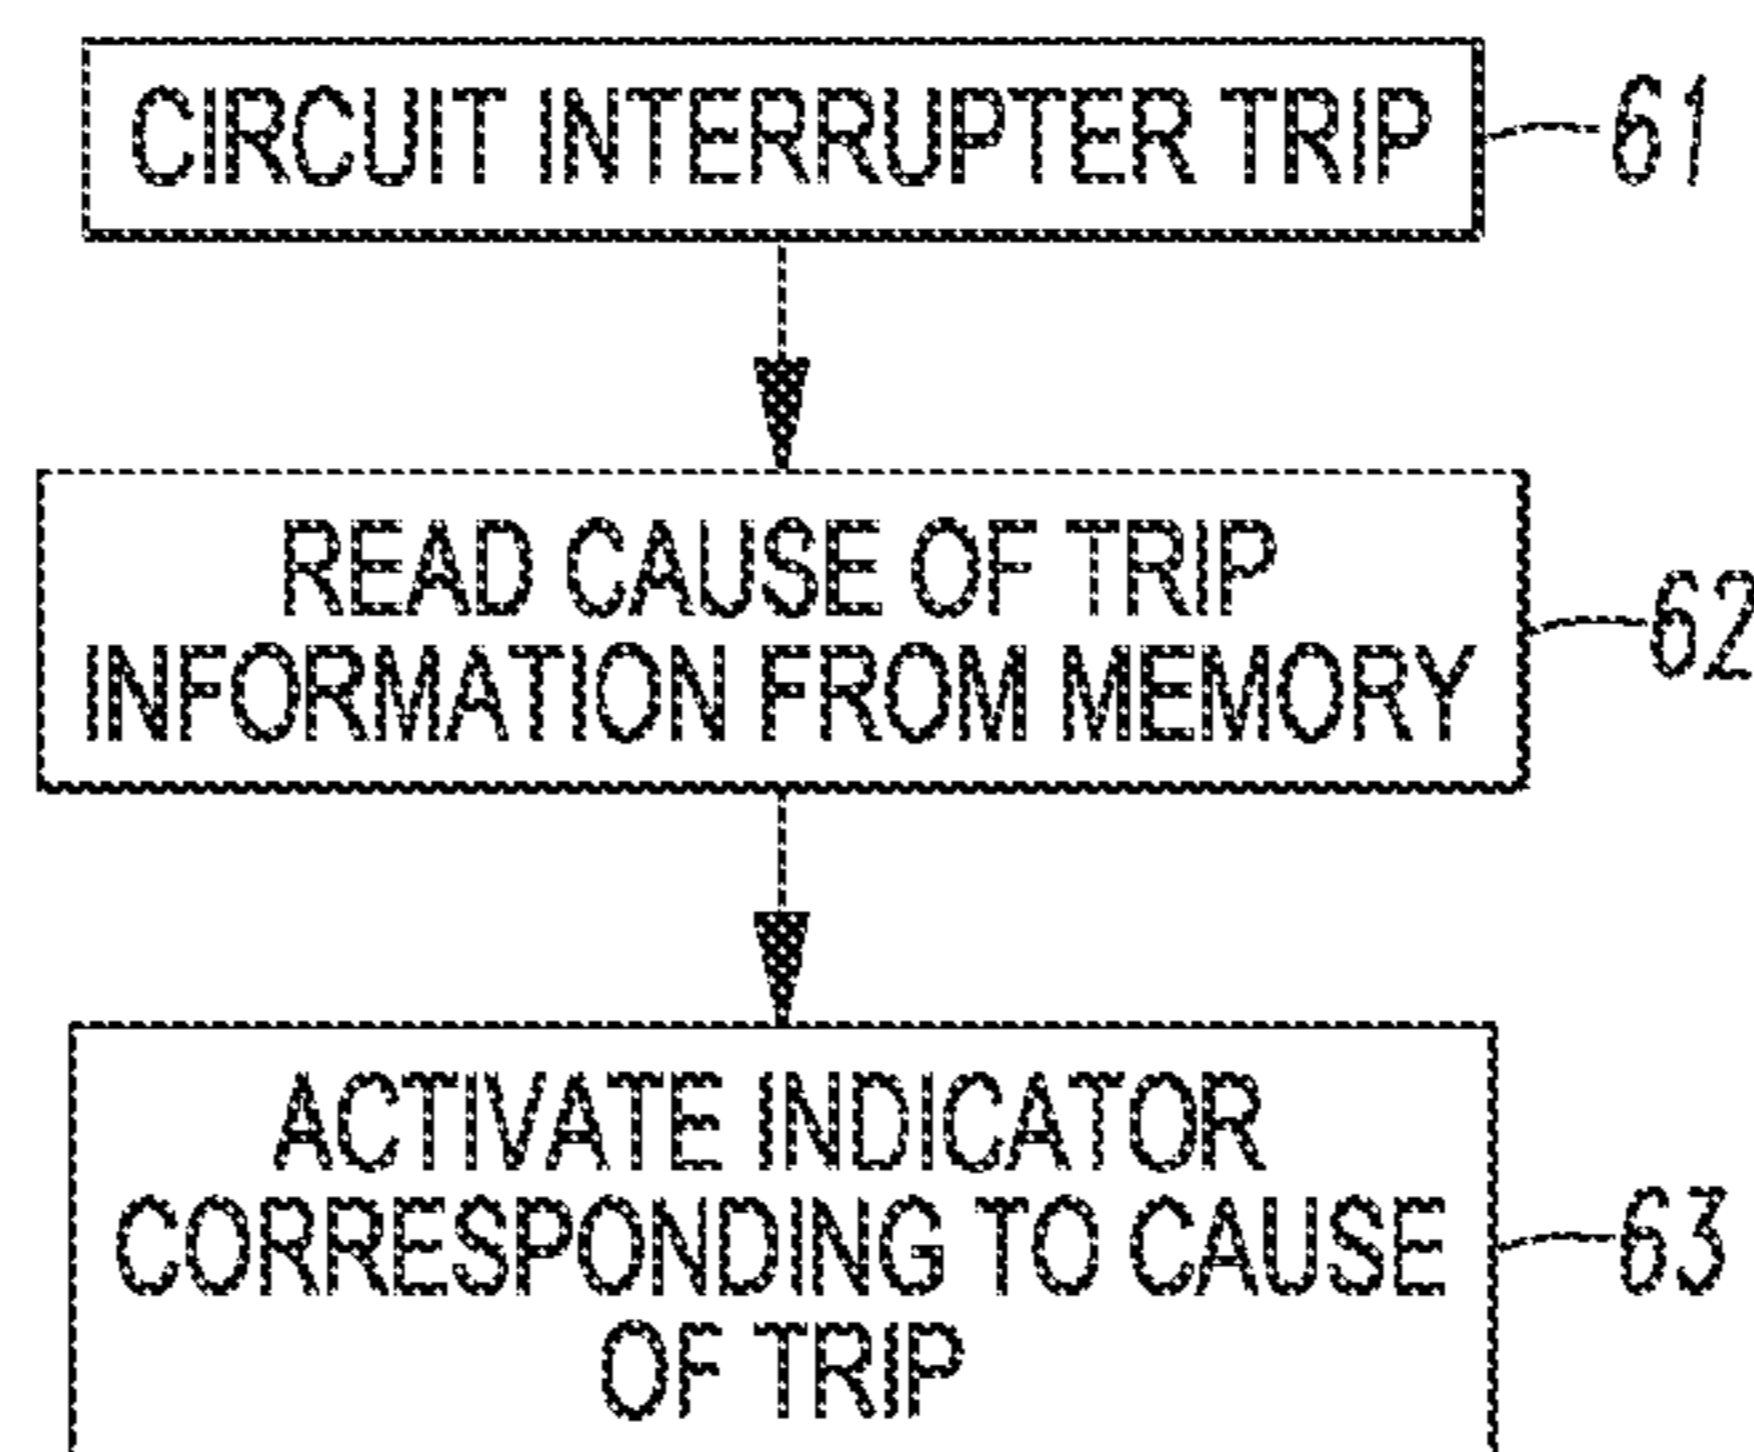 CIRCUIT INTERRUPTER TRIP
61
READ CAUSE OF TRIP
INFORMATION FROM MEMORY
62
ACTIVATE INDICATOR
CORRESPONDING TO CAUSE
OF TRIP
63